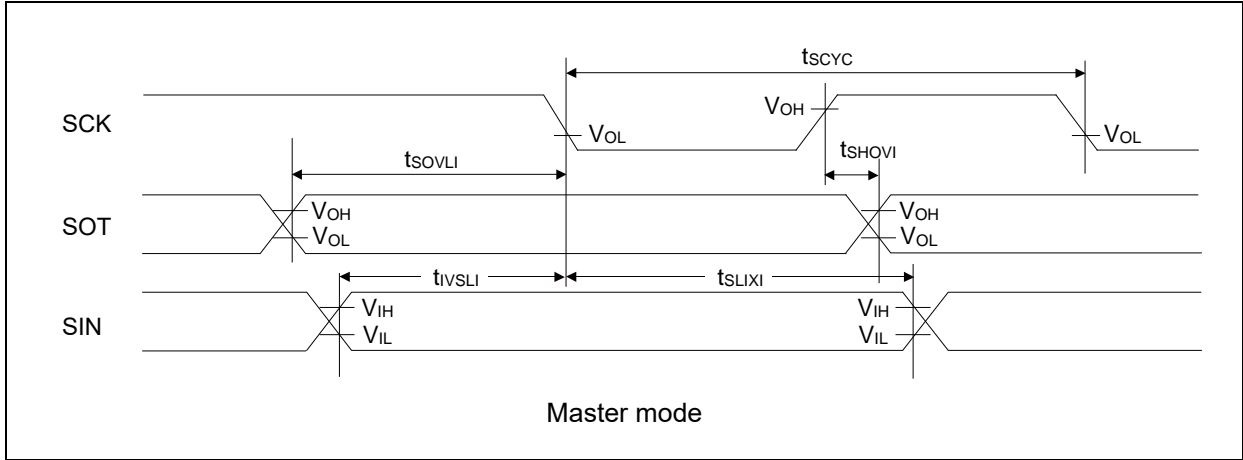 tSCYC
SCK
VOH
VOL
VOL
tSOVLI
tSHOVI
SOT
VOH
VOL
VOH
VOL
tIVSLI
tSLIXI
SIN
VIH
VIL
VIH
VIL
Master mode